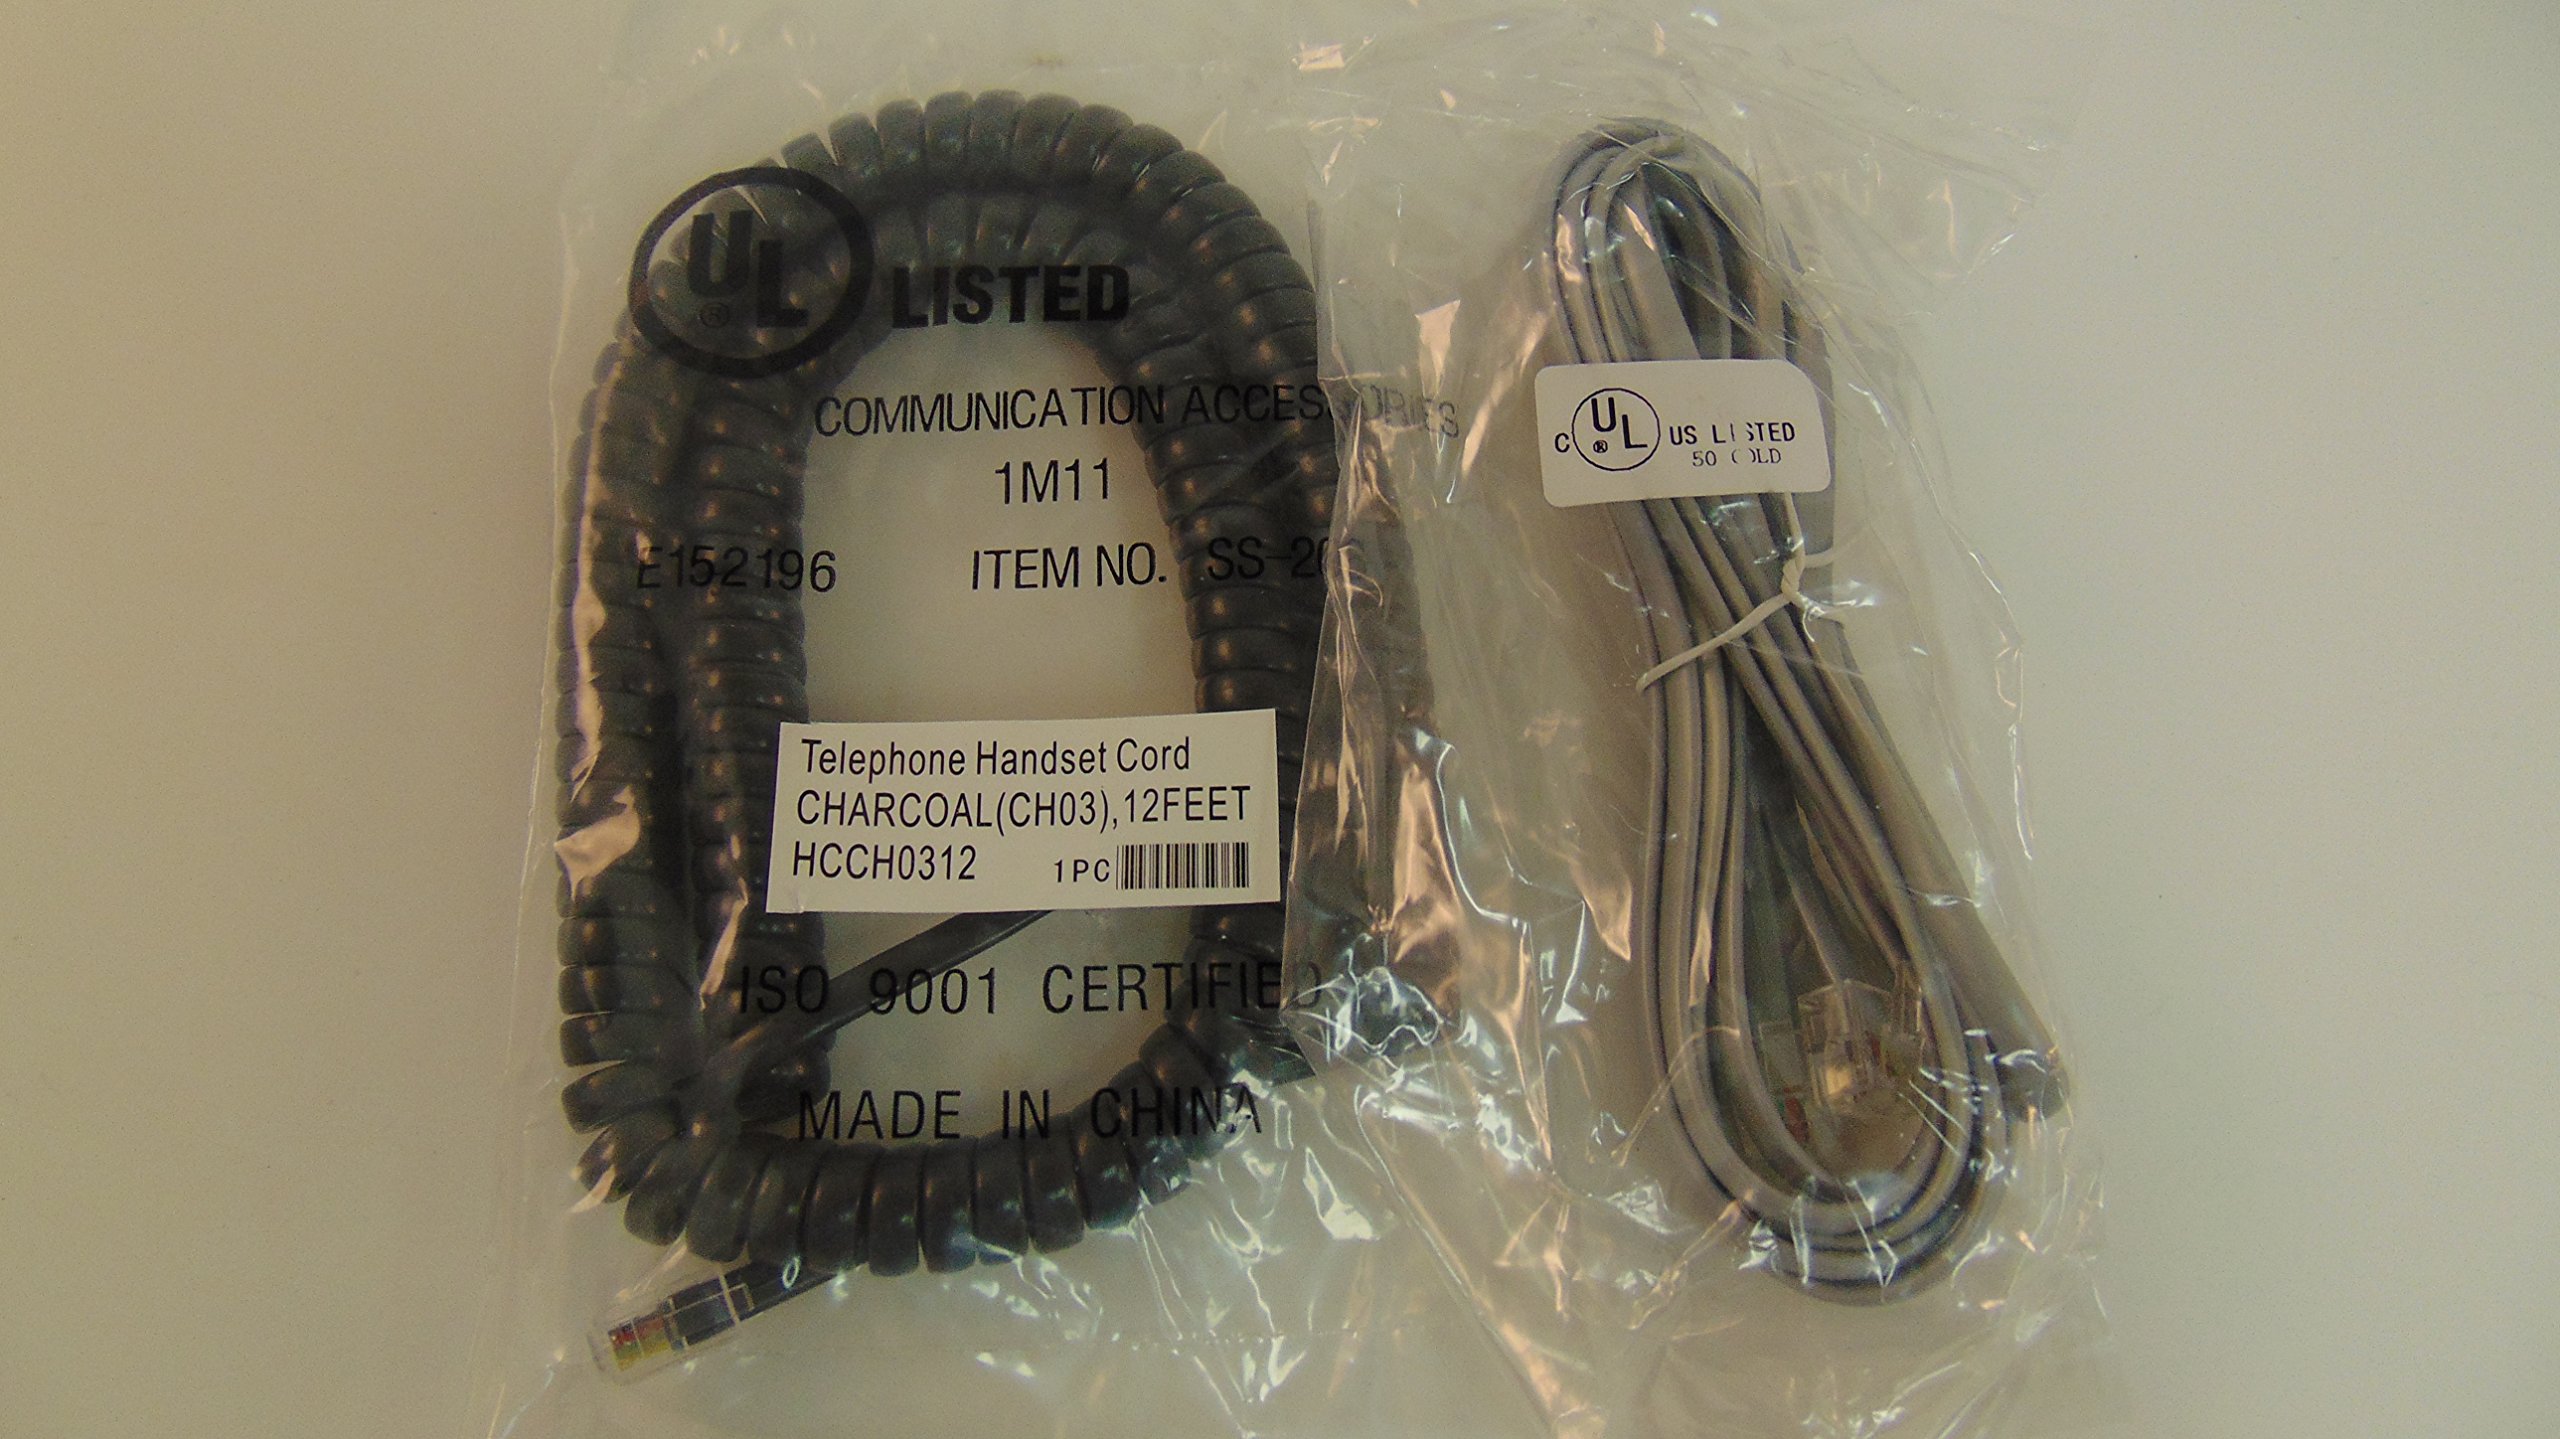 UL
® LISTED
COMMUNICATION ACCESSORIES
1M11
E152196 ITEM NO.
Telephone Handset Cord
CHARCOAL(CH03),12FEET
HCCH0312 1PC
ISO 9001 CERTIFIED
MADE IN CHINA
C UL ® US LISTED
50